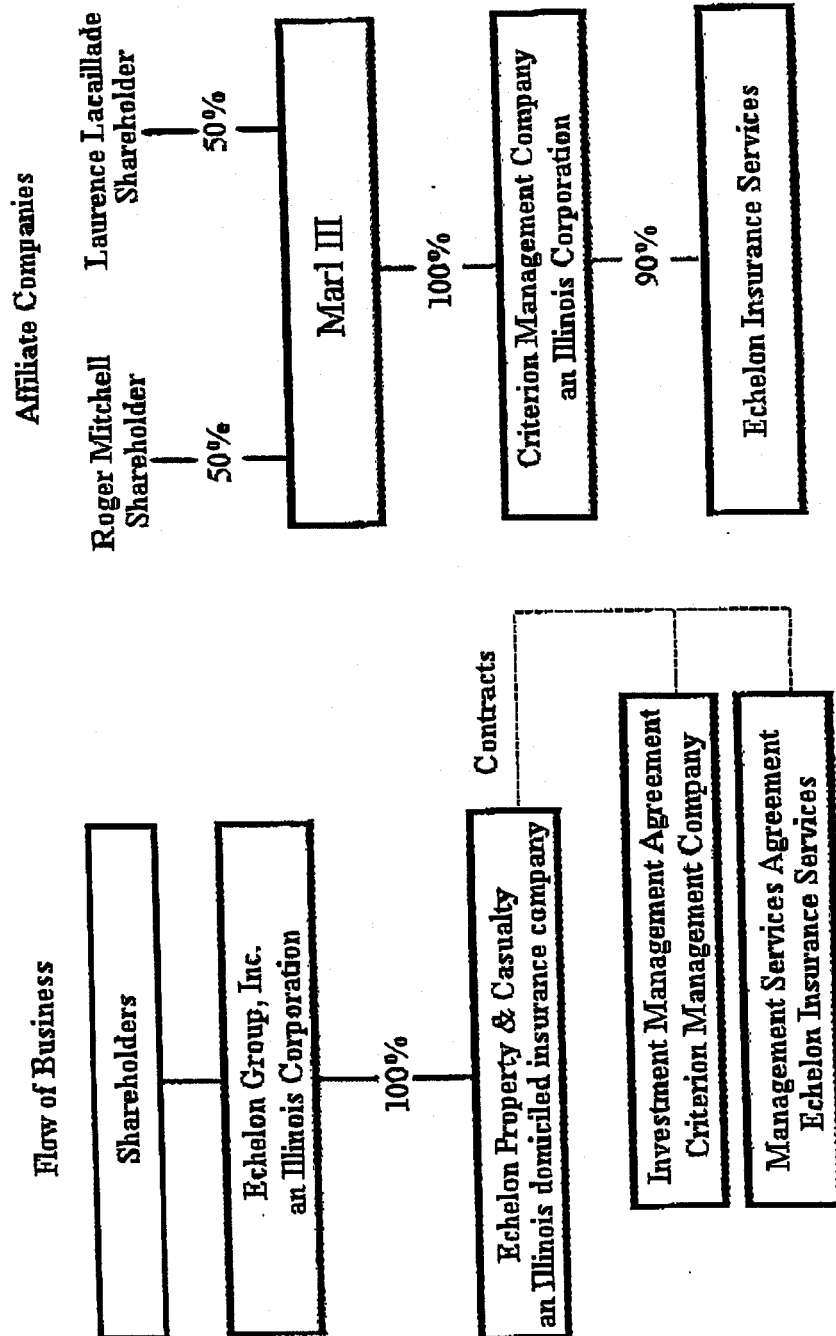 Flow of Business
Shareholders
Echelon Group, Inc.
an Illinois Corporation
100%
Echelon Property & Casualty
an Illinois domiciled insurance company
Contracts
Investment Management Agreement
Criterion Management Company
Management Services Agreement
Echelon Insurance Services
Affiliate Companies
Roger Mitchell
Shareholder
50%
Laurence Lacaillade
Shareholder
50%
Marl III
100%
Criterion Management Company
an Illinois Corporation
90%
Echelon Insurance Services